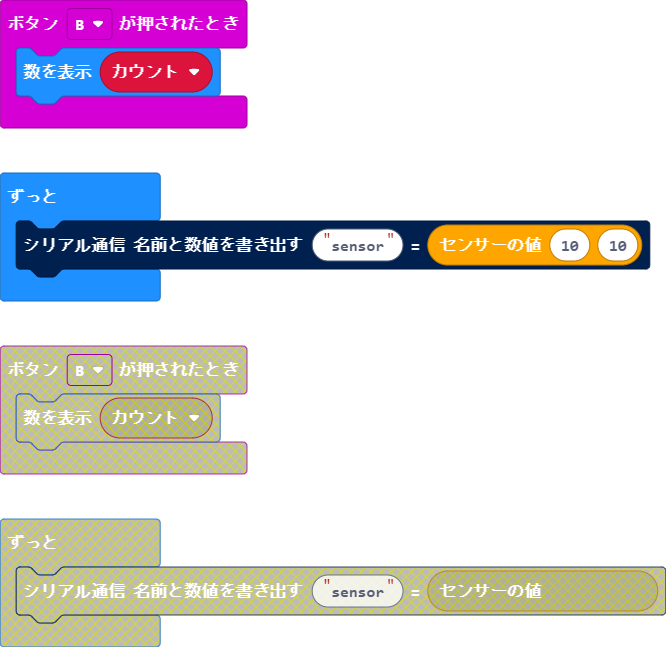 ボタン B が押されたとき
数を表示 カウント
ずっと
シリアル通信 名前と数値を書き出す "sensor" = センサーの値 10 10
ボタン B が押されたとき
数を表示 カウント
ずっと
シリアル通信 名前と数値を書き出す "sensor" = センサーの値